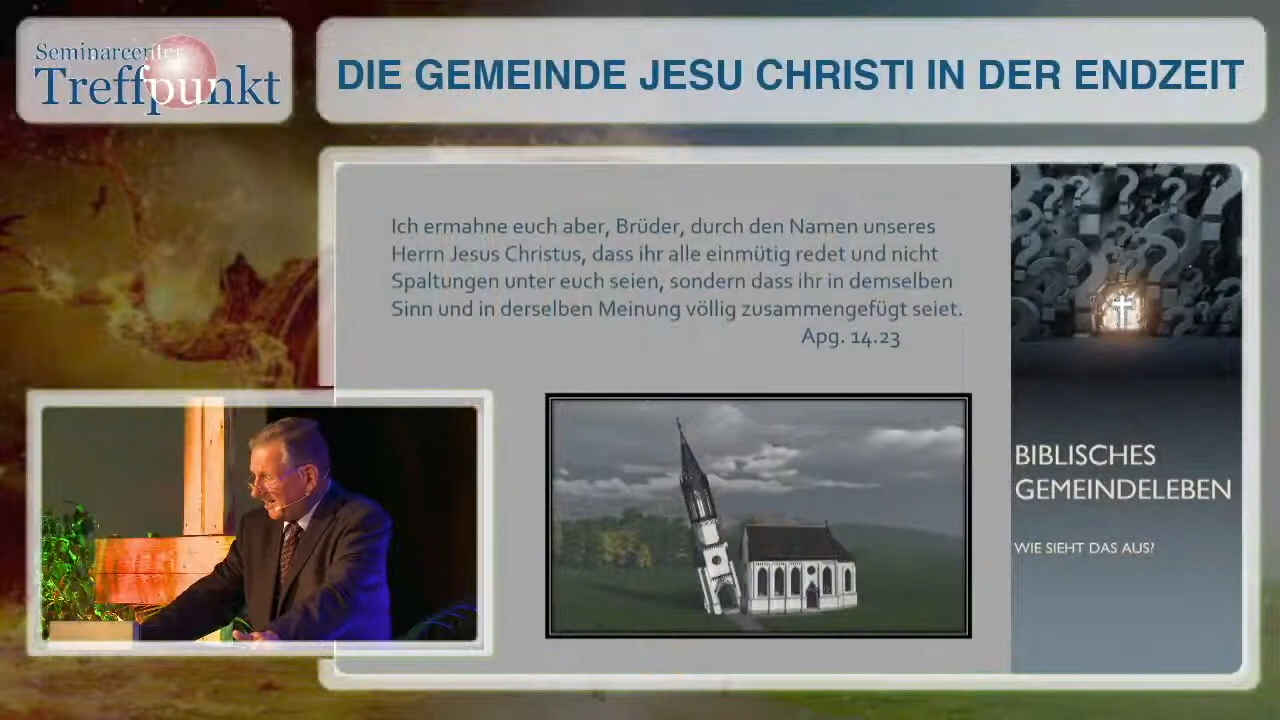 Seminarcenter
Treffpunkt
DIE GEMEINDE JESU CHRISTI IN DER ENDZEIT
Ich ermahne euch aber, Brüder, durch den Namen unseres
Herrn Jesus Christus, dass ihr alle einmütig redet und nicht
Spaltungen unter euch seien, sondern dass ihr in demselben
Sinn und in derselben Meinung völlig zusammengefügt seiet.
Apg. 14.23
BIBLISCHES
GEMEINDELEBEN
WIE SIEHT DAS AUS?